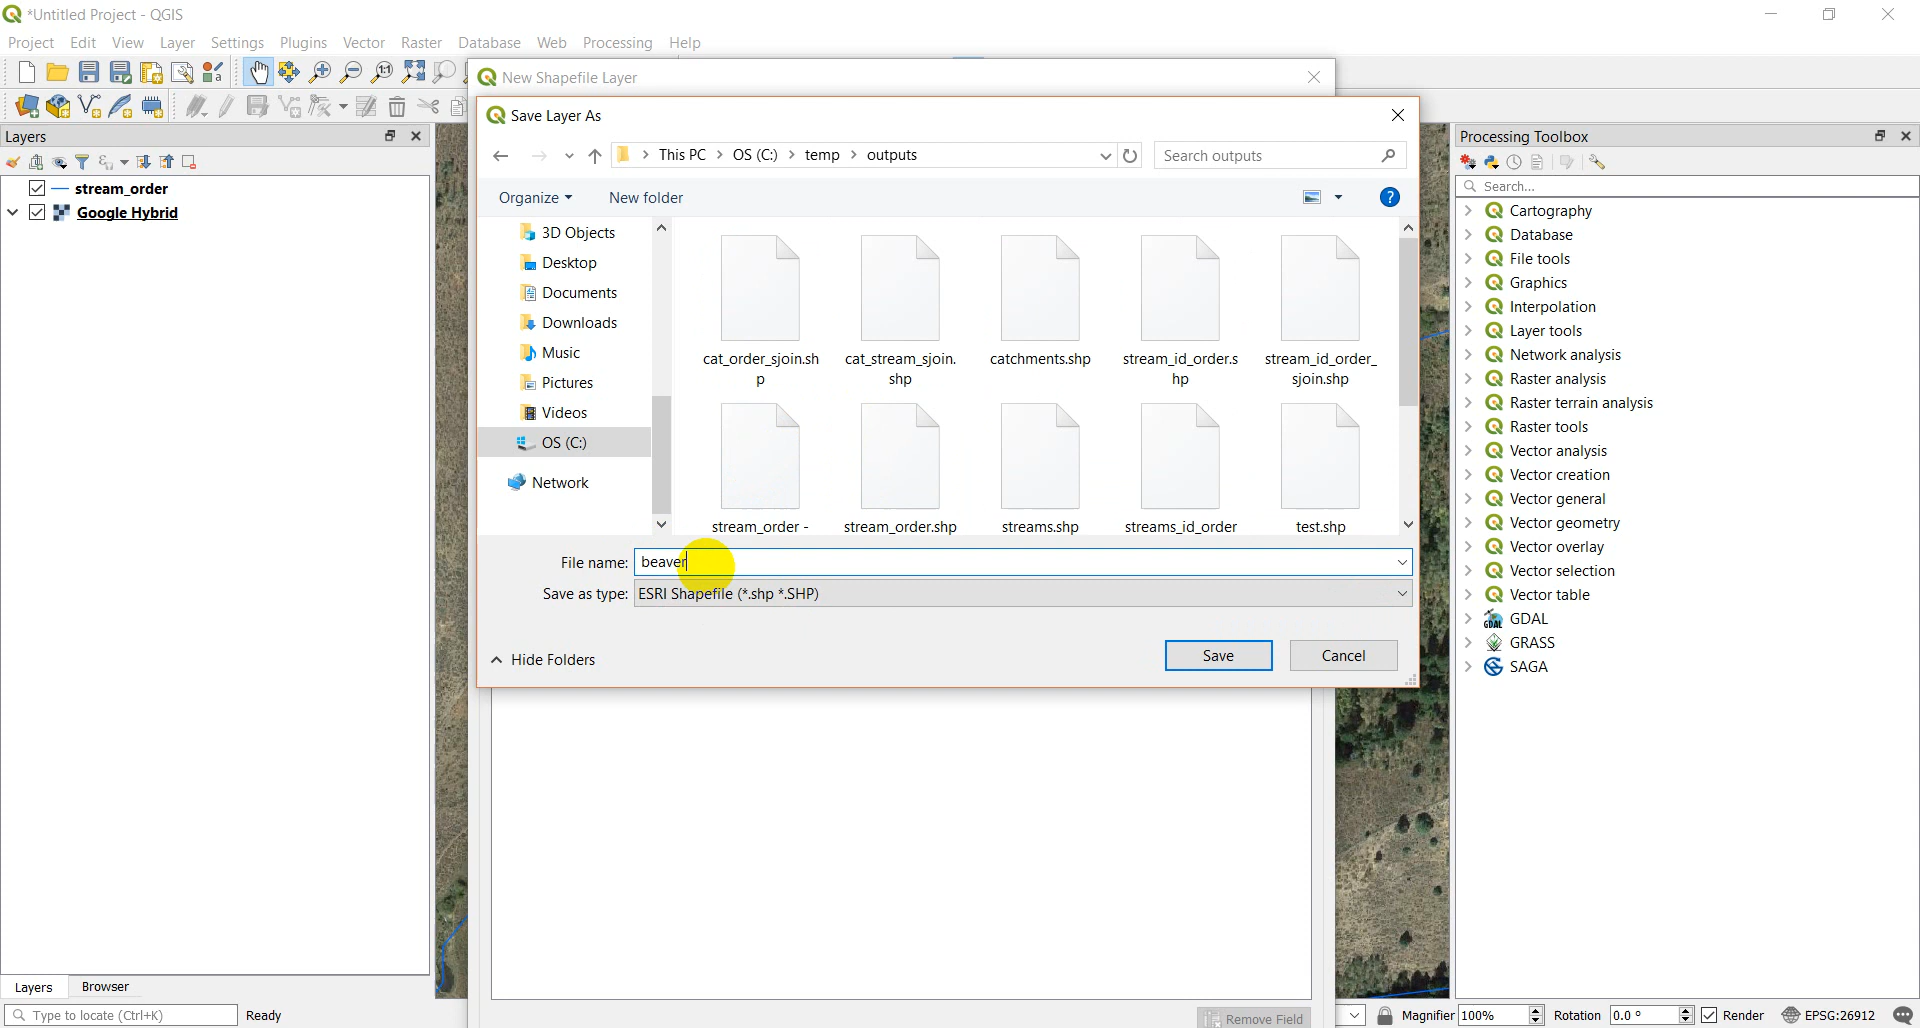 *Untitled Project - QGIS
Project Edit View Layer Settings Plugins Vector Raster Database Web Processing Help
New Shapefile Layer
Save Layer As
This PC > OS (C:) > temp > outputs
Search outputs
Organize
New folder
3D Objects
Desktop
Documents
Downloads
Music
Pictures
Videos
OS (C:)
Network
cat_order_sjoin.sh
p
cat_stream_sjoin.
shp
catchments.shp
stream_id_order.s
hp
stream_id_order_
sjoin.shp
stream_order -
stream_order.shp
streams.shp
streams_id_order
test.shp
File name: beaver
Save as type: ESRI Shapefile (*.shp *.SHP)
Hide Folders
Save
Cancel
Remove Field
Layers
stream_order
Google Hybrid
Layers
Browser
Processing Toolbox
Search...
Cartography
Database
File tools
Graphics
Interpolation
Layer tools
Network analysis
Raster analysis
Raster terrain analysis
Raster tools
Vector analysis
Vector creation
Vector general
Vector geometry
Vector overlay
Vector selection
Vector table
GDAL
GRASS
SAGA
Type to locate (Ctrl+K)
Ready
Magnifier 100%
Rotation 0.0 °
Render
EPSG:26912